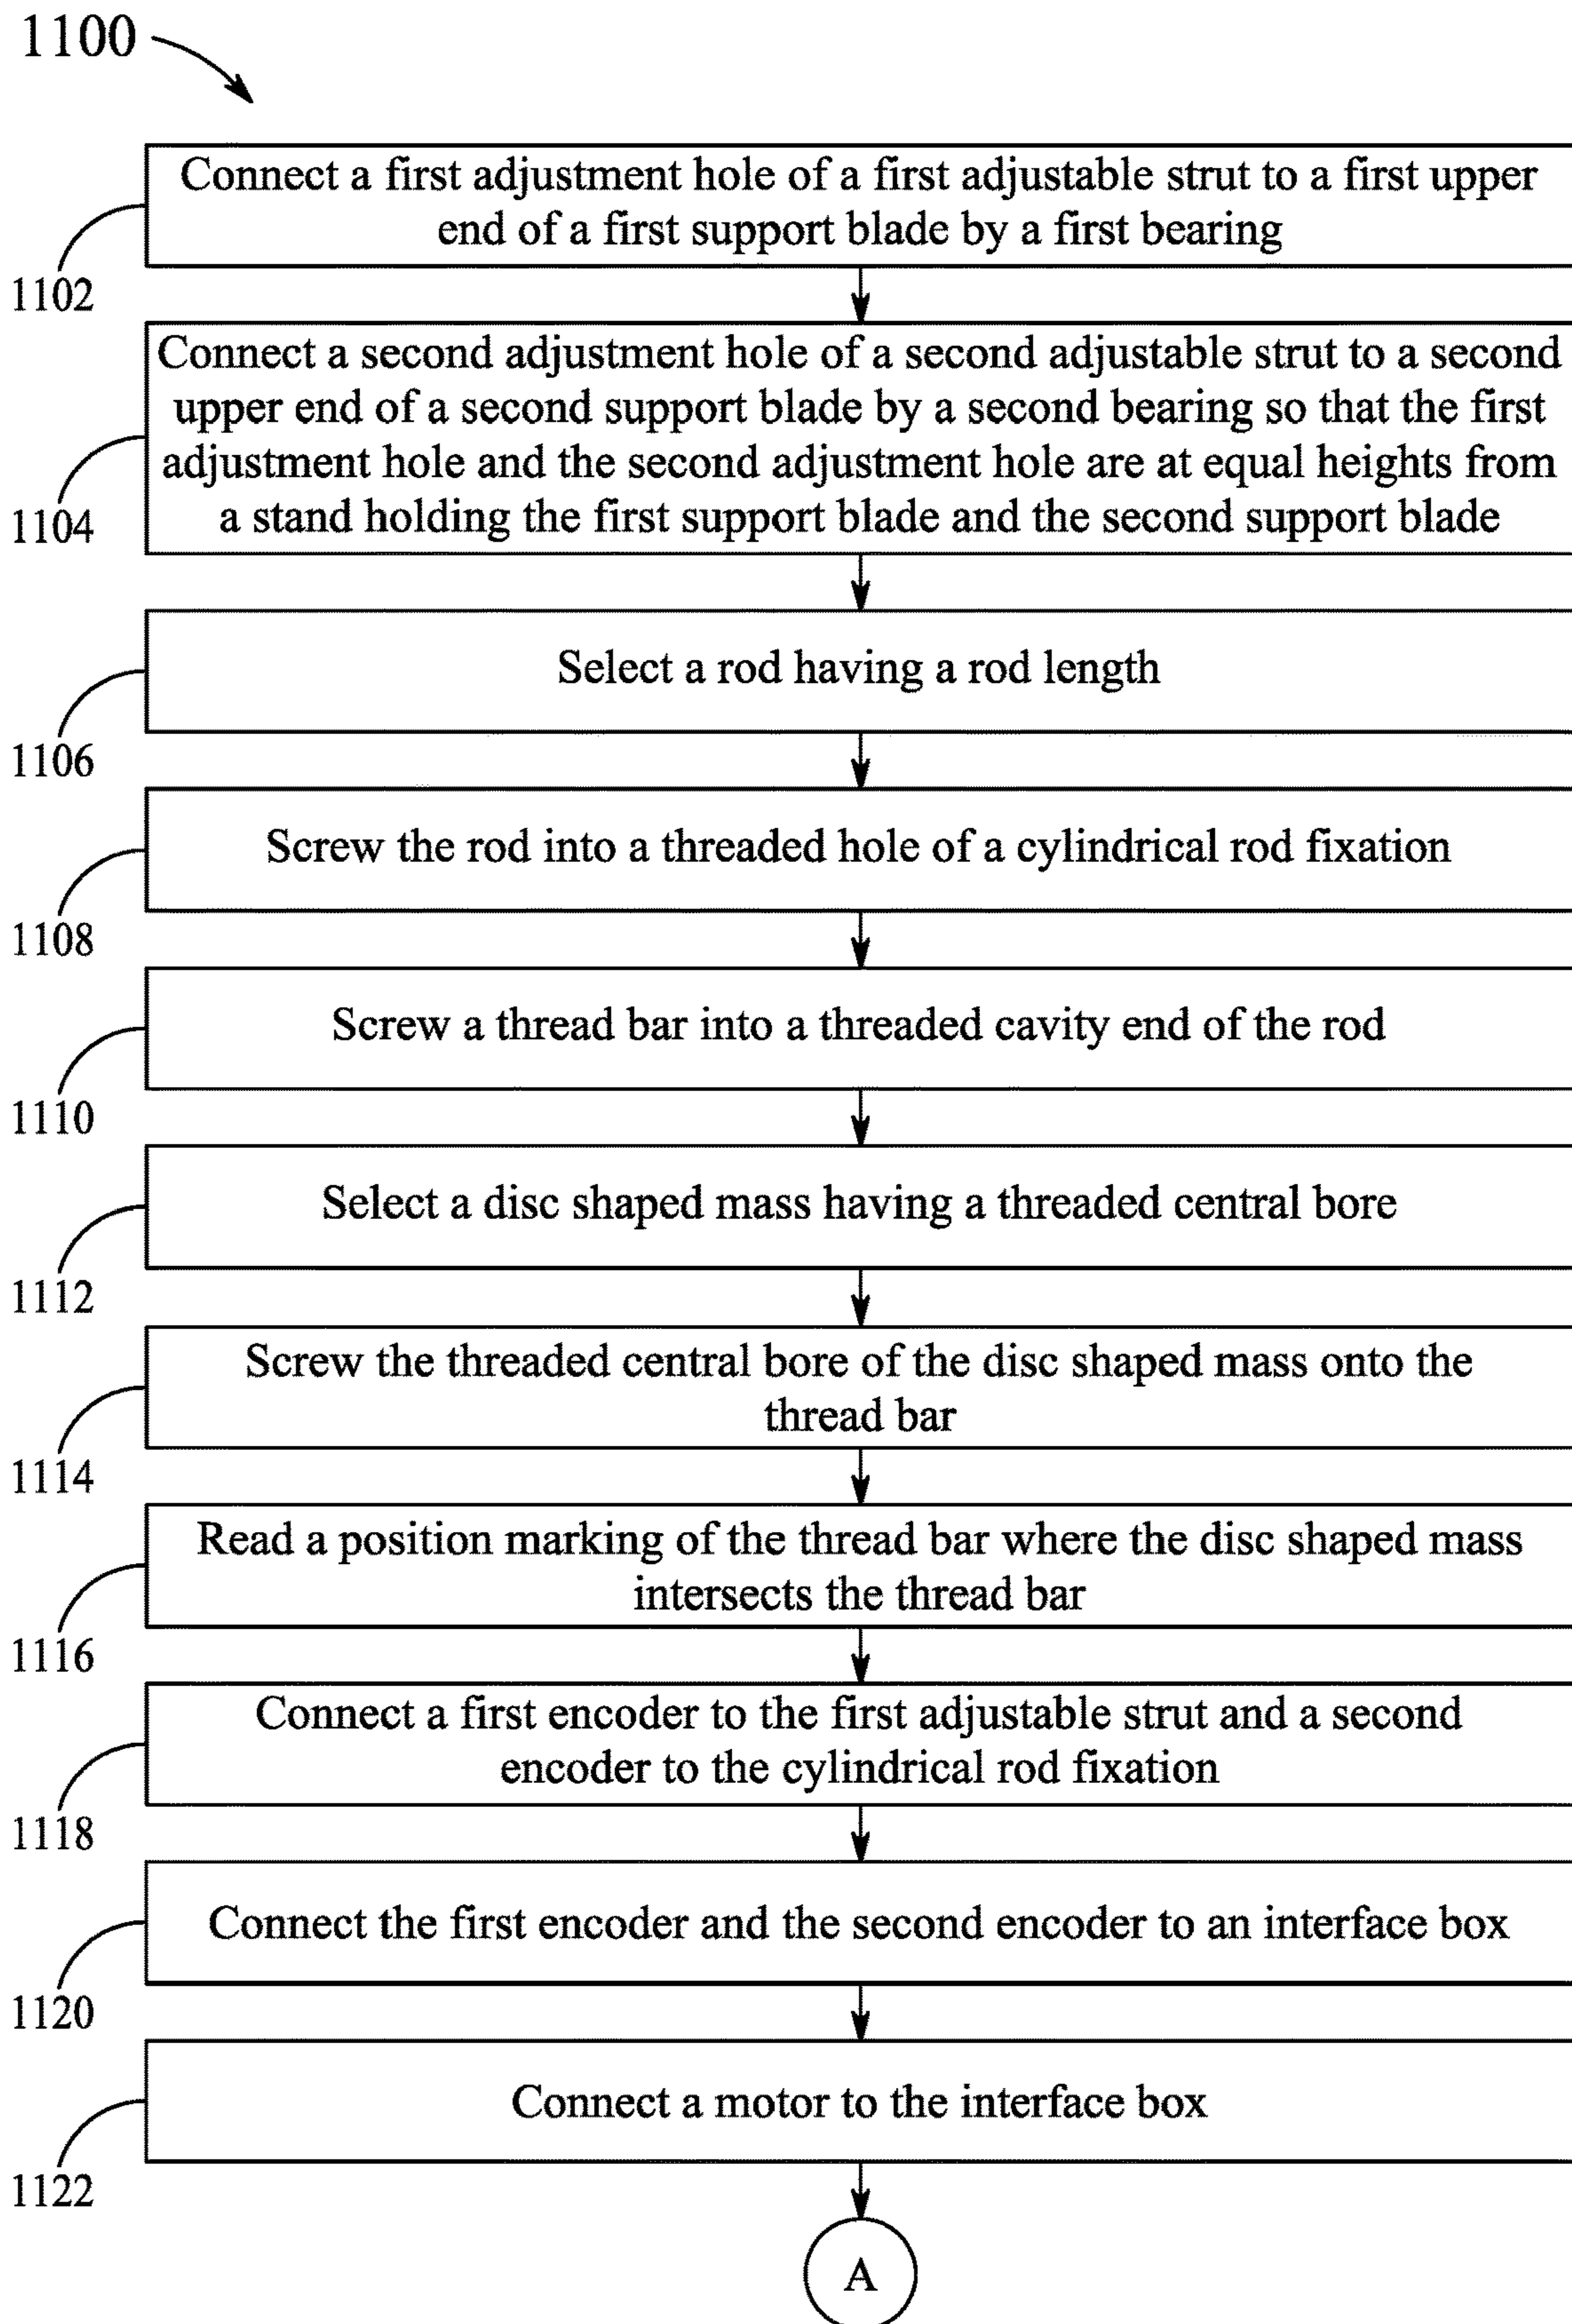 1100
Connect a first adjustment hole of a first adjustable strut to a first upper
end of a first support blade by a first bearing
1102
Connect a second adjustment hole of a second adjustable strut to a second
upper end of a second support blade by a second bearing so that the first
adjustment hole and the second adjustment hole are at equal heights from
a stand holding the first support blade and the second support blade
1104
Select a rod having a rod length
1106
Screw the rod into a threaded hole of a cylindrical rod fixation
1108
Screw a thread bar into a threaded cavity end of the rod
1110
Select a disc shaped mass having a threaded central bore
1112
Screw the threaded central bore of the disc shaped mass onto the
thread bar
1114
Read a position marking of the thread bar where the disc shaped mass
intersects the thread bar
1116
Connect a first encoder to the first adjustable strut and a second
encoder to the cylindrical rod fixation
1118
Connect the first encoder and the second encoder to an interface box
1120
Connect a motor to the interface box
1122
A